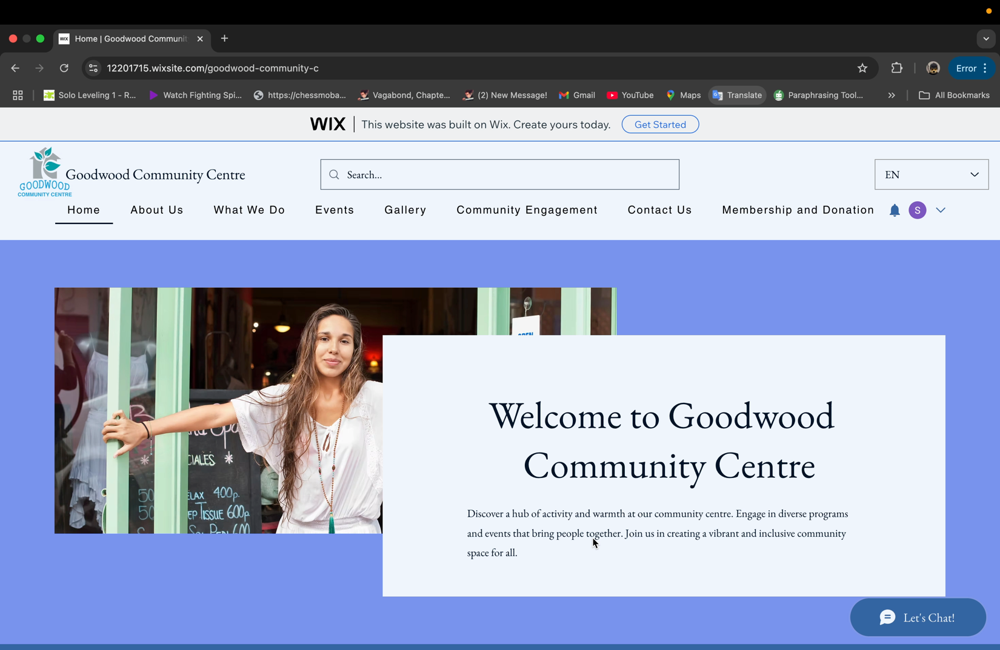 Home | Goodwood Communit
12201715.wixsite.com/goodwood-community-c
Error
Solo Leveling 1 - R... Watch Fighting Spi... https://chessmoba... Vagabond, Chapte... (2) New Message! Gmail YouTube Maps Translate Paraphrasing Tool... » All Bookmarks
WIX This website was built on Wix. Create yours today. Get Started
GOODWOOD
COMMUNITY CENTRE
Goodwood Community Centre
Search...
EN
Home About Us What We Do Events Gallery Community Engagement Contact Us Membership and Donation S
OPEN
CIALES
50 ELAX 400p.
50 EP TISSUE 600p
600
Welcome to Goodwood
Community Centre
Discover a hub of activity and warmth at our community centre. Engage in diverse programs
and events that bring people together. Join us in creating a vibrant and inclusive community
space for all.
Let's Chat!